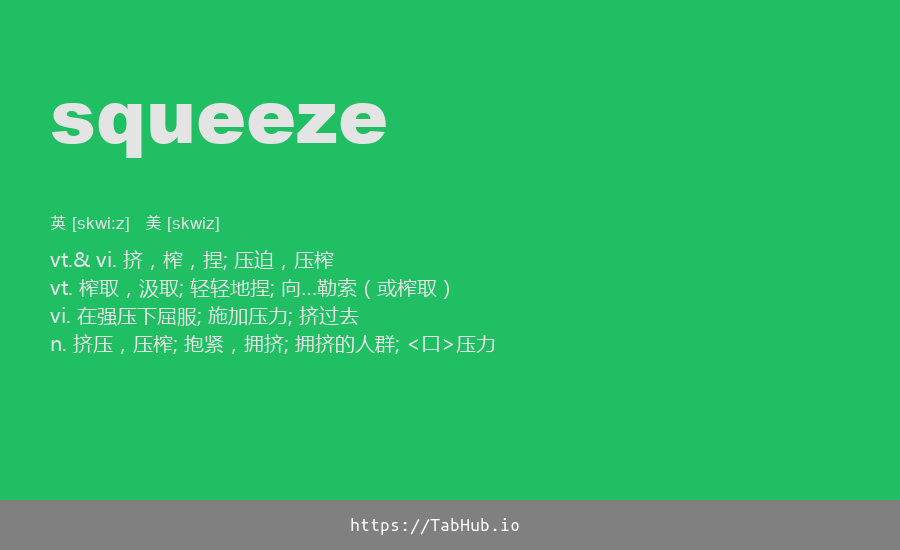 squeeze
英 [skwi:z] 美 [skwiz]
vt.& vi. 挤，榨，捏; 压迫，压榨
vt. 榨取，汲取; 轻轻地捏; 向…勒索（或榨取）
vi. 在强压下屈服; 施加压力; 挤过去
n. 挤压，压榨; 抱紧，拥挤; 拥挤的人群; <口>压力
https://TabHub.io